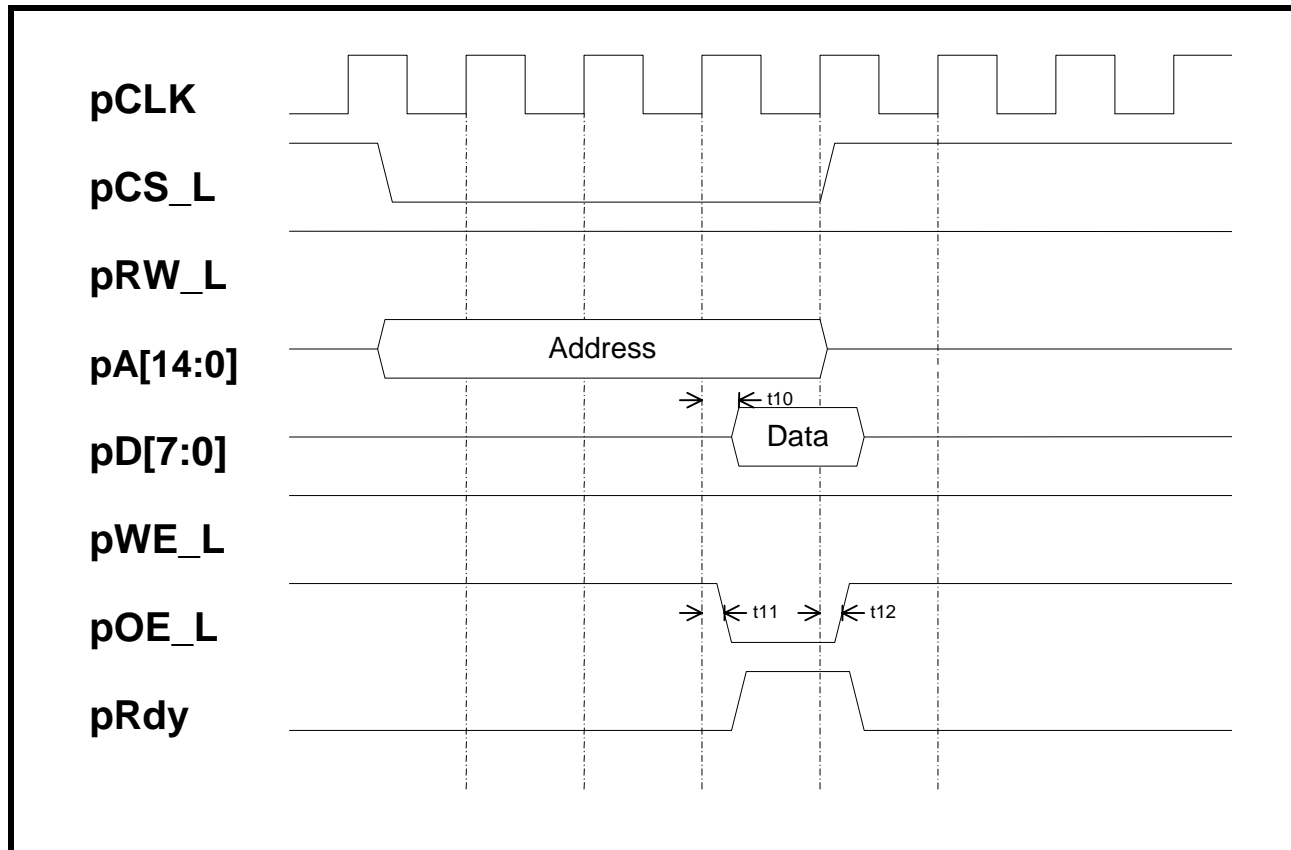 pCLK
pCS_L
pRW_L
pA[14:0]
Address
t10
pD[7:0]
Data
pWE_L
pOE_L
t11
t12
pRdy